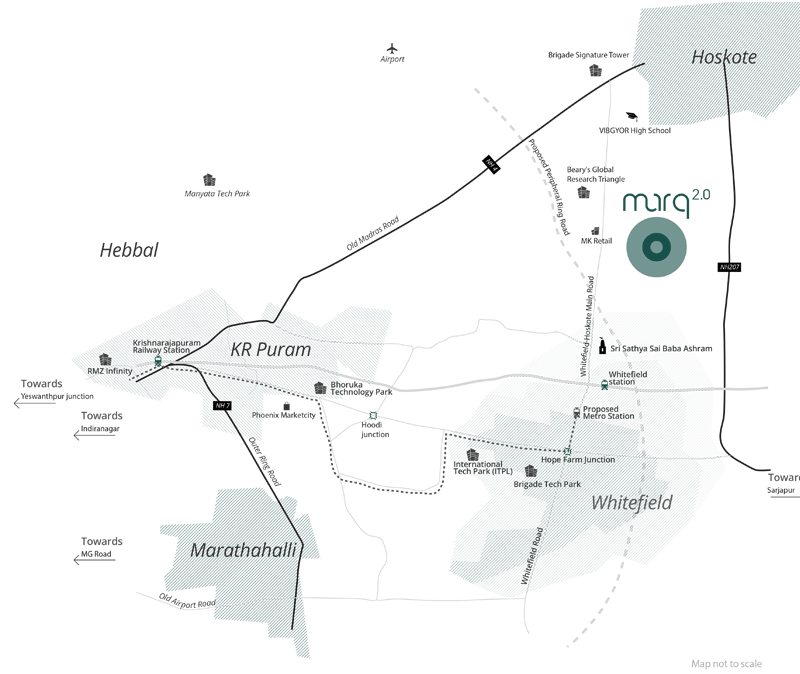 Brigade Signature Tower
Hoskote
Airport
VIBGYOR High School
NH 4
Proposed Peripheral Ring Road
Beary's Global
Research Triangle
Manyata Tech Park
marq 2.0
MK Retail
Old Madras Road
Hebbal
NH207
Whitefield-Hoskote Main Road
Krishnarajapuram
Railway Station
KR Puram
Sri Sathya Sai Baba Ashram
RMZ Infinity
Whitefield
station
Towards
Yeswanthpur junction
Bhoruka
Technology Park
NH 7
Phoenix Marketcity
Proposed
Metro Station
Towards
Indiranagar
Hoodi
junction
Outer Ring Road
Hope Farm Junction
International
Tech Park (ITPL)
Brigade Tech Park
Towar
Sarjapur
Whitefield
Towards
MG Road
Marathahalli
Whitefield Road
Old Airport Road
Map not to scale